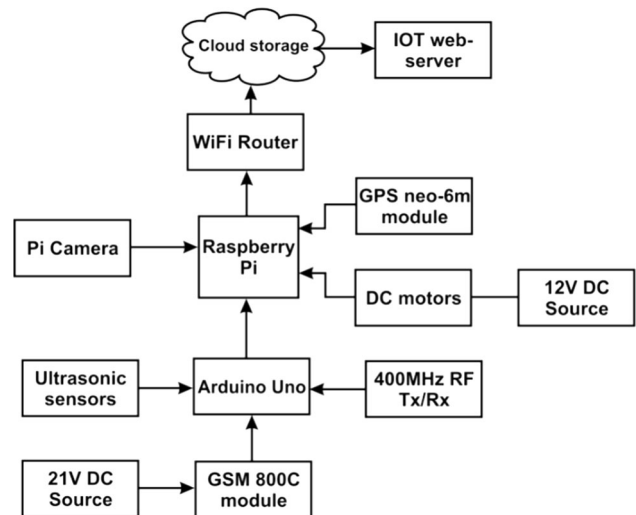 Cloud storage
IOT web-
server
WiFi Router
GPS neo-6m
module
Pi Camera
Raspberry
Pi
DC motors
12V DC
Source
Ultrasonic
sensors
Arduino Uno
400MHz RF
Tx/Rx
21V DC
Source
GSM 800C
module